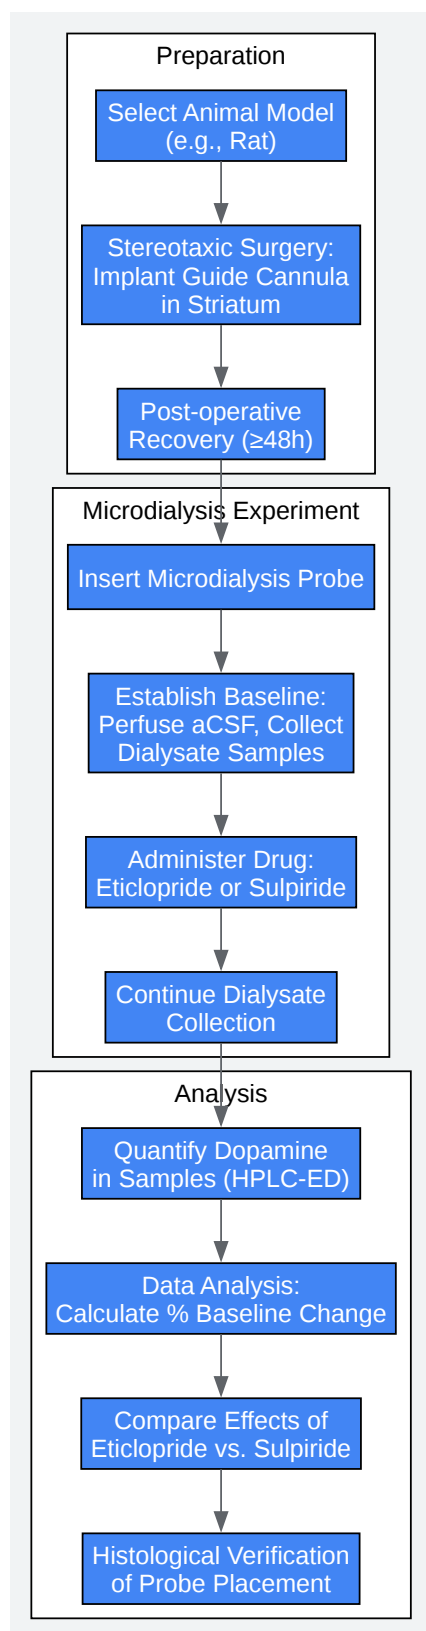 Preparation
Select Animal Model
(e.g., Rat)
Stereotaxic Surgery:
Implant Guide Cannula
in Striatum
Post-operative
Recovery (≥48h)
Microdialysis Experiment
Insert Microdialysis Probe
Establish Baseline:
Perfuse aCSF, Collect
Dialysate Samples
Administer Drug:
Eticlopride or Sulpiride
Continue Dialysate
Collection
Analysis
Quantify Dopamine
in Samples (HPLC-ED)
Data Analysis:
Calculate % Baseline Change
Compare Effects of
Eticlopride vs. Sulpiride
Histological Verification
of Probe Placement